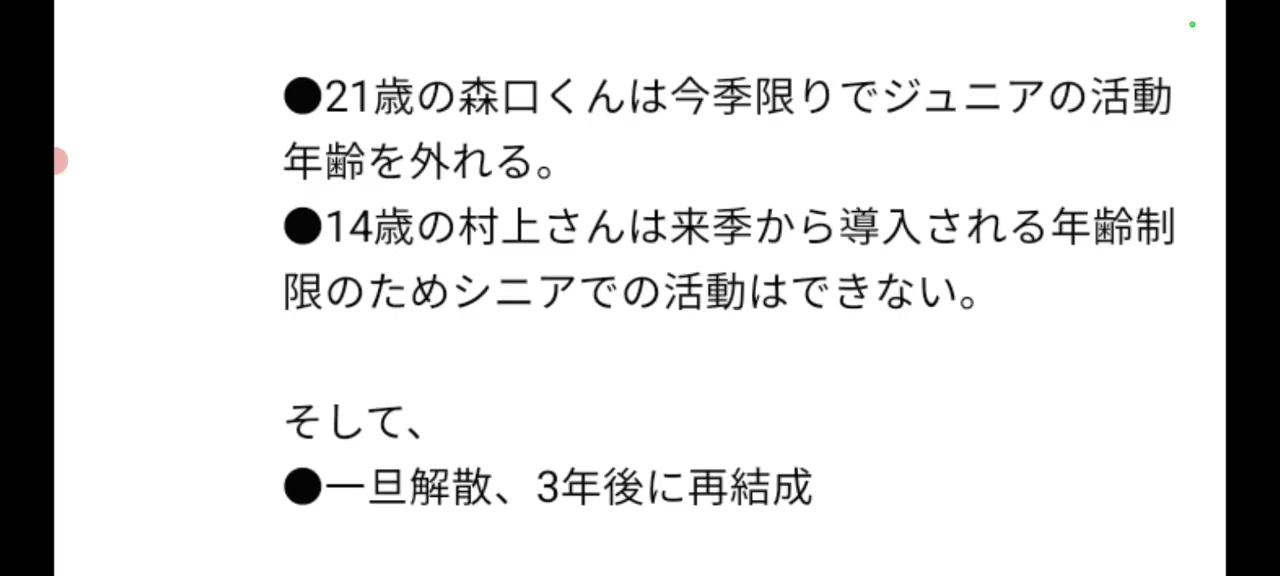 ●21歳の森口くんは今季限りでジュニアの活動
年齢を外れる。
●14歳の村上さんは来季から導入される年齢制
限のためシニアでの活動はできない。
そして、
●一旦解散、3年後に再結成